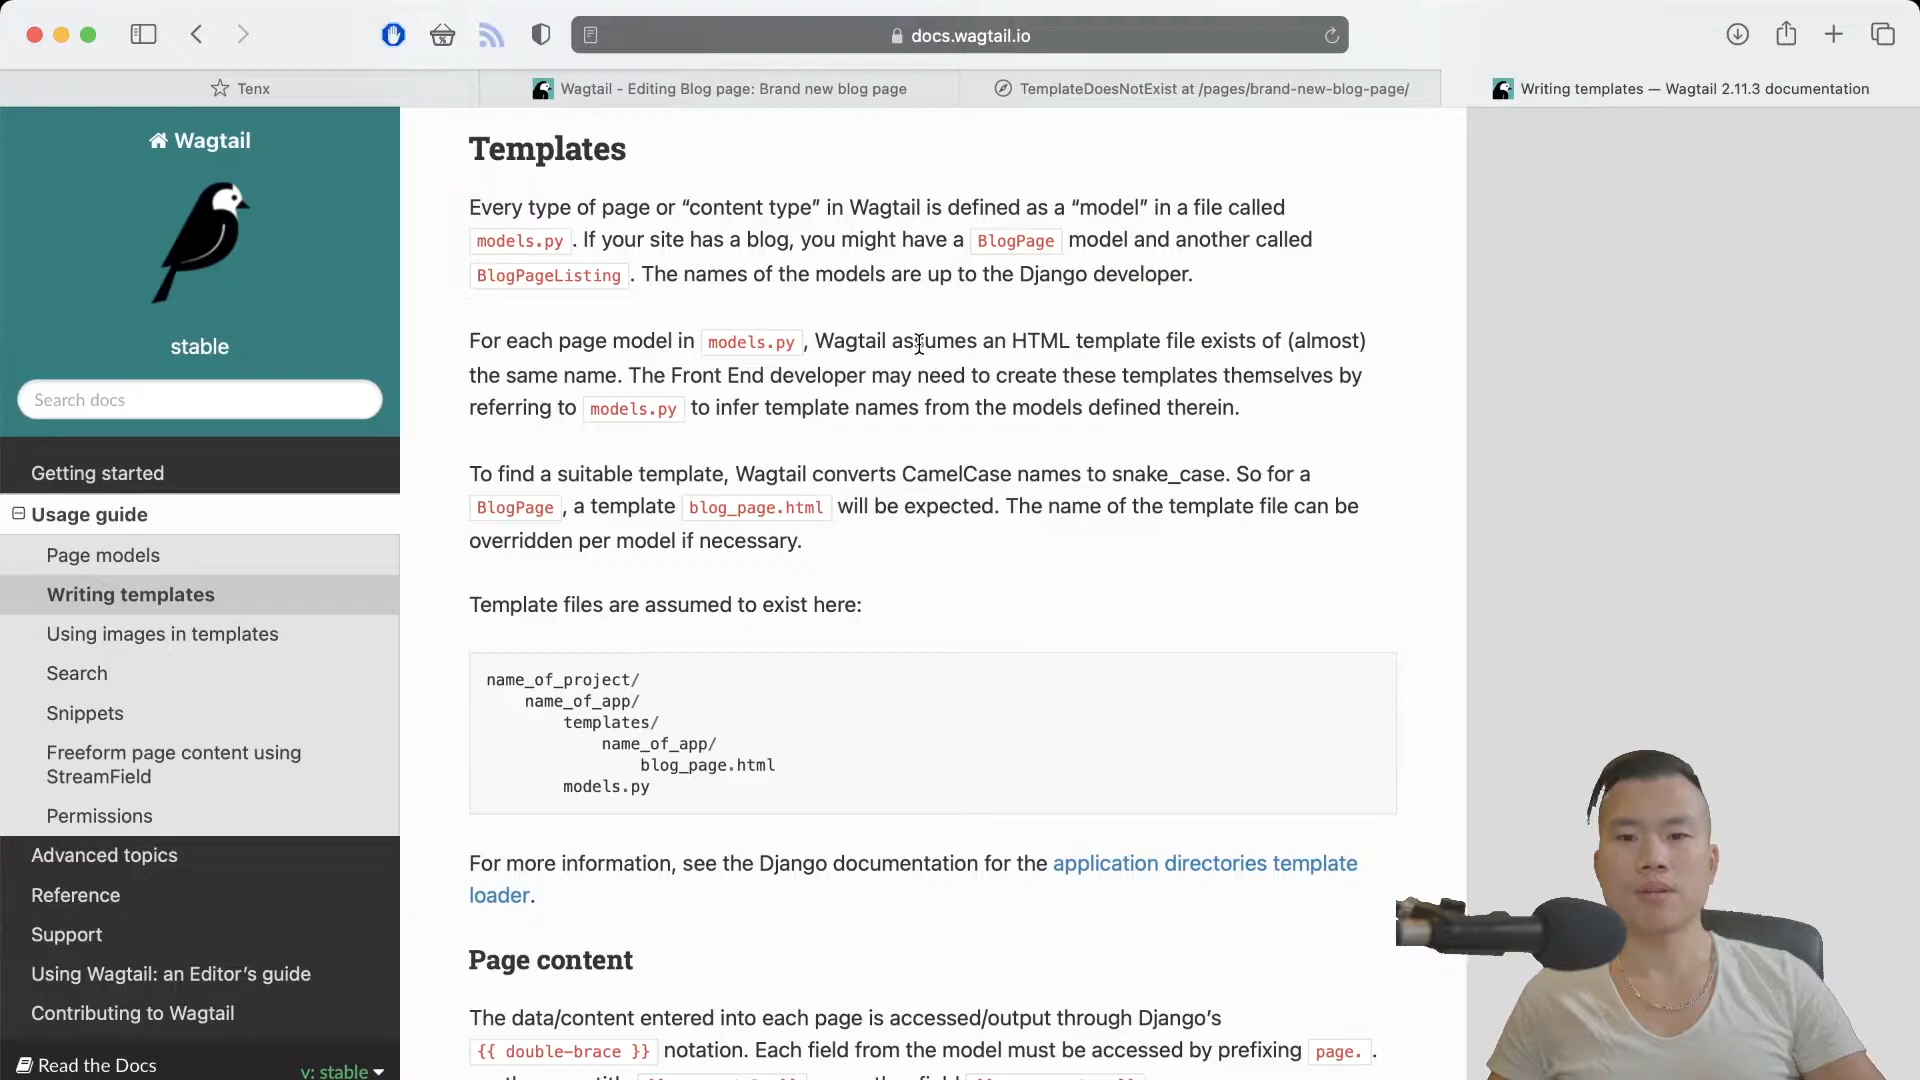 docs.wagtail.io
Tenx
Wagtail - Editing Blog page: Brand new blog page
TemplateDoesNotExist at /pages/brand-new-blog-page/
Writing templates — Wagtail 2.11.3 documentation
Wagtail
stable
Search docs
Getting started
Usage guide
Page models
Writing templates
Using images in templates
Search
Snippets
Freeform page content using
StreamField
Permissions
Advanced topics
Reference
Support
Using Wagtail: an Editor’s guide
Contributing to Wagtail
Read the Docs
v: stable
Templates
Every type of page or “content type” in Wagtail is defined as a “model” in a file called
models.py . If your site has a blog, you might have a BlogPage model and another called
BlogPageListing . The names of the models are up to the Django developer.
For each page model in models.py , Wagtail assumes an HTML template file exists of (almost)
the same name. The Front End developer may need to create these templates themselves by
referring to models.py to infer template names from the models defined therein.
To find a suitable template, Wagtail converts CamelCase names to snake_case. So for a
BlogPage , a template blog_page.html will be expected. The name of the template file can be
overridden per model if necessary.
Template files are assumed to exist here:
name_of_project/
name_of_app/
templates/
name_of_app/
blog_page.html
models.py
For more information, see the Django documentation for the application directories template
loader.
Page content
The data/content entered into each page is accessed/output through Django’s
{{ double-brace }} notation. Each field from the model must be accessed by prefixing page. .